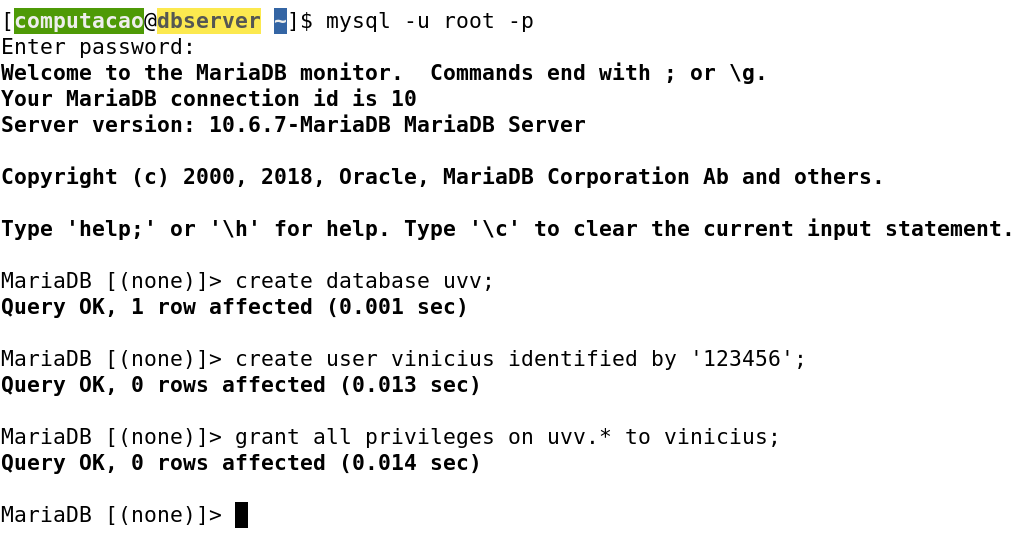 [computacao@dbserver ~]$ mysql -u root -p
Enter password:
Welcome to the MariaDB monitor.  Commands end with ; or \g.
Your MariaDB connection id is 10
Server version: 10.6.7-MariaDB MariaDB Server
Copyright (c) 2000, 2018, Oracle, MariaDB Corporation Ab and others.
Type 'help;' or '\h' for help. Type '\c' to clear the current input statement.
MariaDB [(none)]> create database uvv;
Query OK, 1 row affected (0.001 sec)
MariaDB [(none)]> create user vinicius identified by '123456';
Query OK, 0 rows affected (0.013 sec)
MariaDB [(none)]> grant all privileges on uvv.* to vinicius;
Query OK, 0 rows affected (0.014 sec)
MariaDB [(none)]>